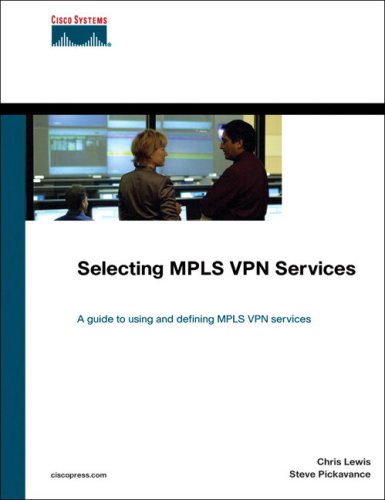 CISCO SYSTEMS
®
Selecting MPLS VPN Services
A guide to using and defining MPLS VPN services
Chris Lewis
ciscopress.com
Steve Pickavance